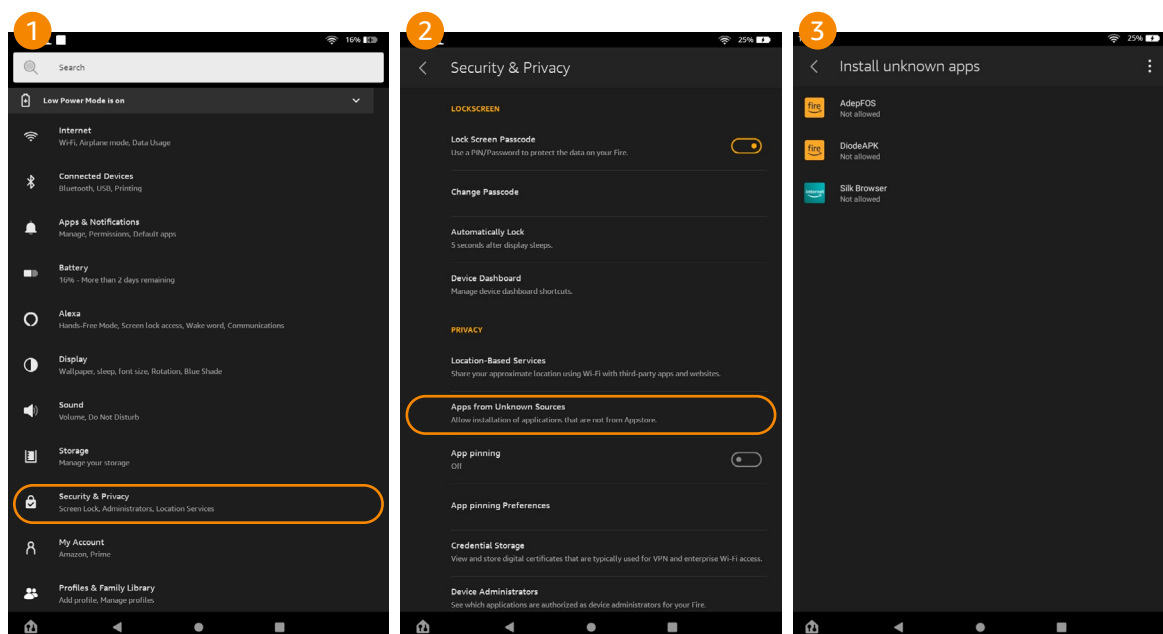 1
16%
Search
Low Power Mode is on
Internet
Wi-Fi, Airplane mode, Data Usage
Connected Devices
Bluetooth, USB, Printing
Apps & Notifications
Manage, Permissions, Default apps
Battery
16% - More than 2 days remaining
Alexa
Hands-Free Mode, Screen lock access, Wake word, Communications
Display
Wallpaper, sleep, font size, Rotation, Blue Shade
Sound
Volume, Do Not Disturb
Storage
Manage your storage
Security & Privacy
Screen Lock, Administrators, Location Services
My Account
Amazon, Prime
Profiles & Family Library
Add profile, Manage profiles
2
25%
Security & Privacy
LOCKSCREEN
Lock Screen Passcode
Use a PIN/Password to protect the data on your Fire.
Change Passcode
Automatically Lock
5 seconds after display sleeps.
Device Dashboard
Manage device dashboard shortcuts.
PRIVACY
Location-Based Services
Share your approximate location using Wi-Fi with third-party apps and websites.
Apps from Unknown Sources
Allow installation of applications that are not from Appstore.
App pinning
Off
App pinning Preferences
Credential Storage
View and store digital certificates that are typically used for VPN and enterprise Wi-Fi access.
Device Administrators
See which applications are authorized as device administrators for your Fire.
3
25%
Install unknown apps
fire
AdepFOS
Not allowed
fire
DiodeAPK
Not allowed
internet
Silk Browser
Not allowed